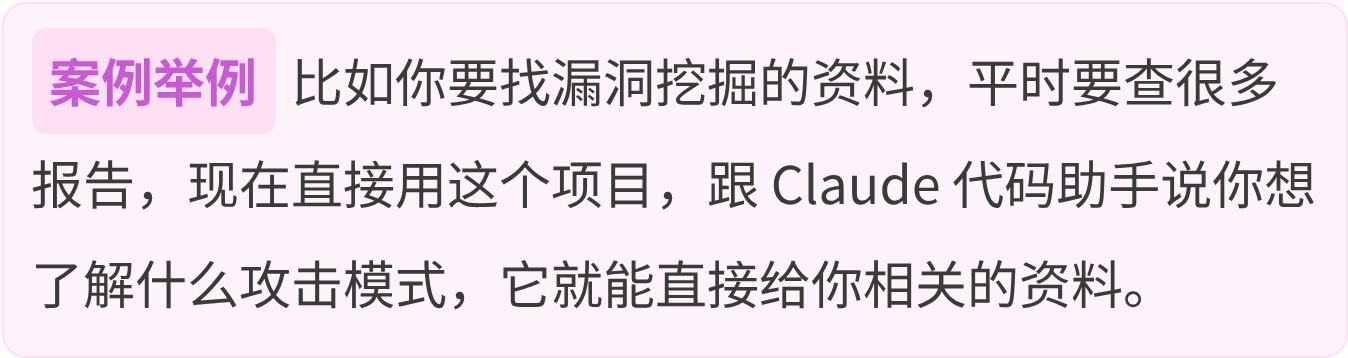 案例举例 比如你要找漏洞挖掘的资料，平时要查很多
报告，现在直接用这个项目，跟 Claude 代码助手说你想
了解什么攻击模式，它就能直接给你相关的资料。